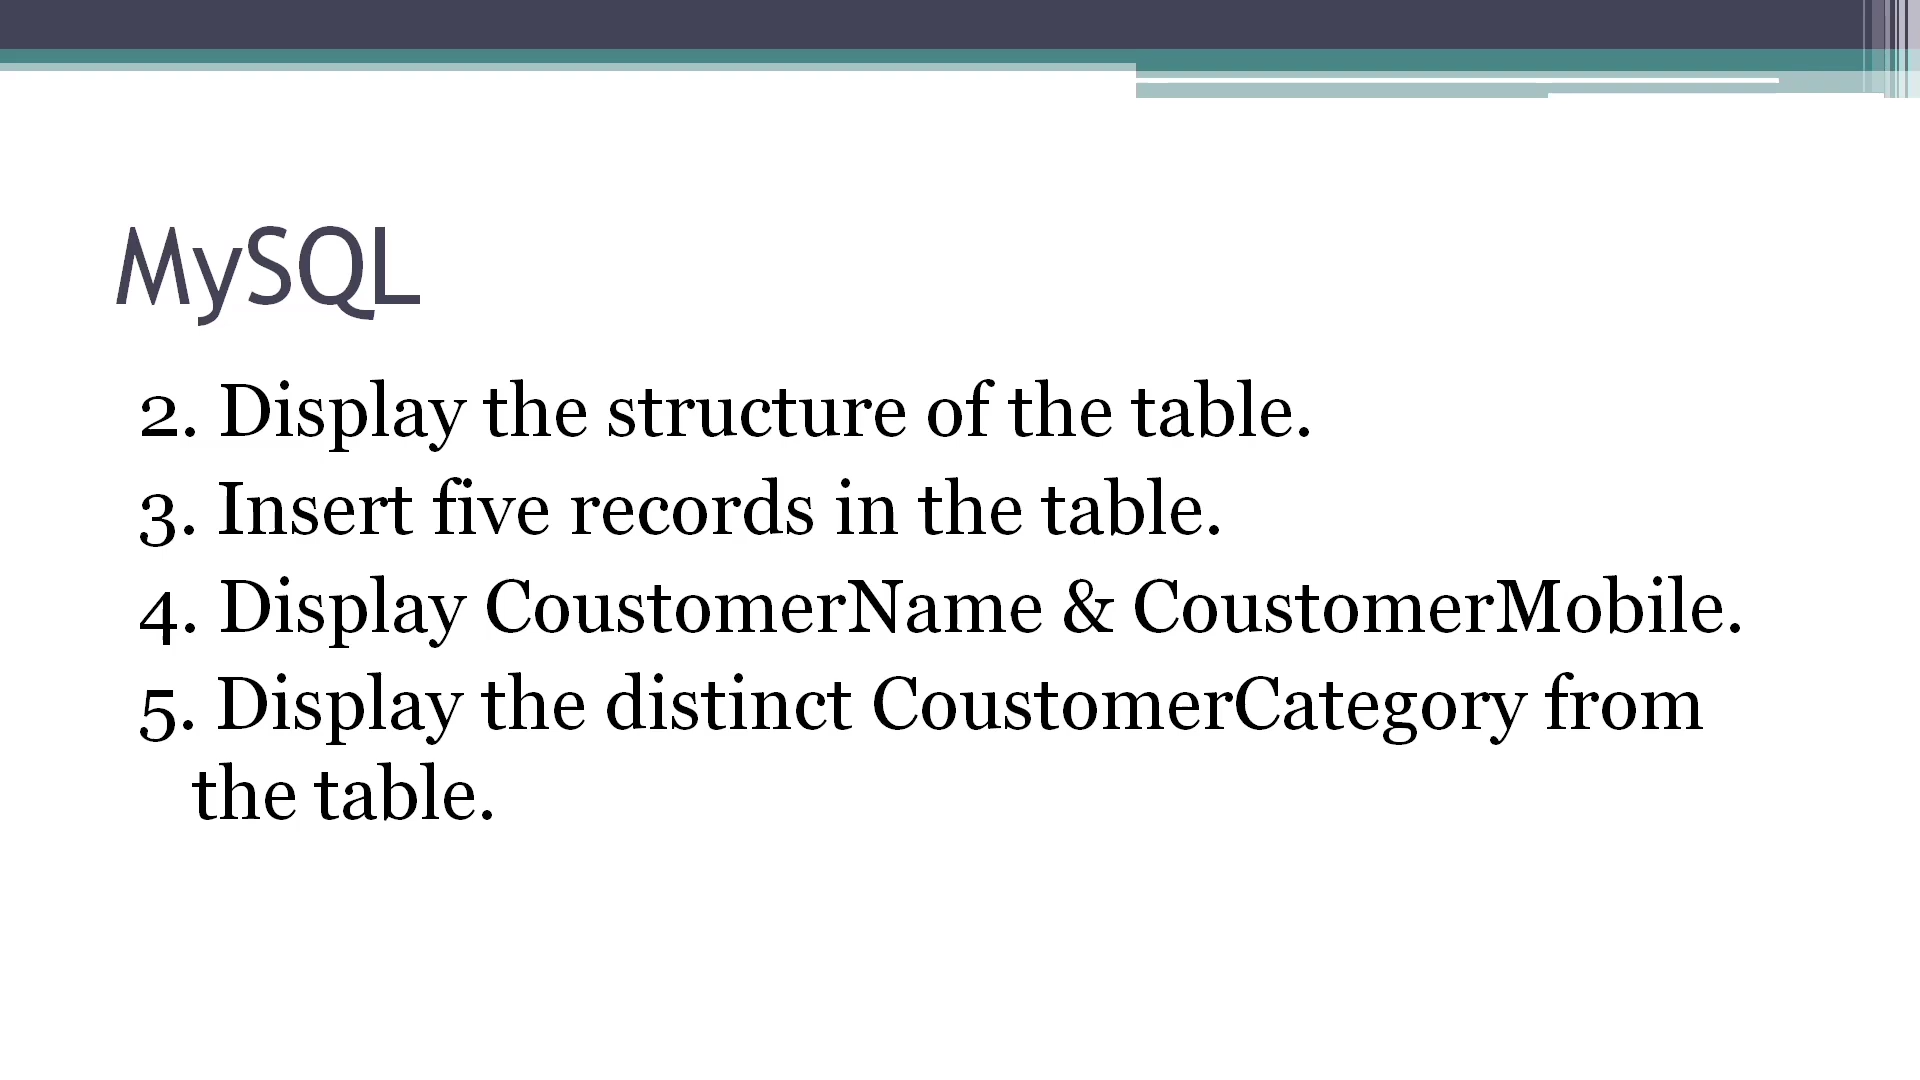 MySQL
2. Display the structure of the table.
3. Insert five records in the table.
4. Display CoustomerName & CoustomerMobile.
5. Display the distinct CoustomerCategory from
the table.